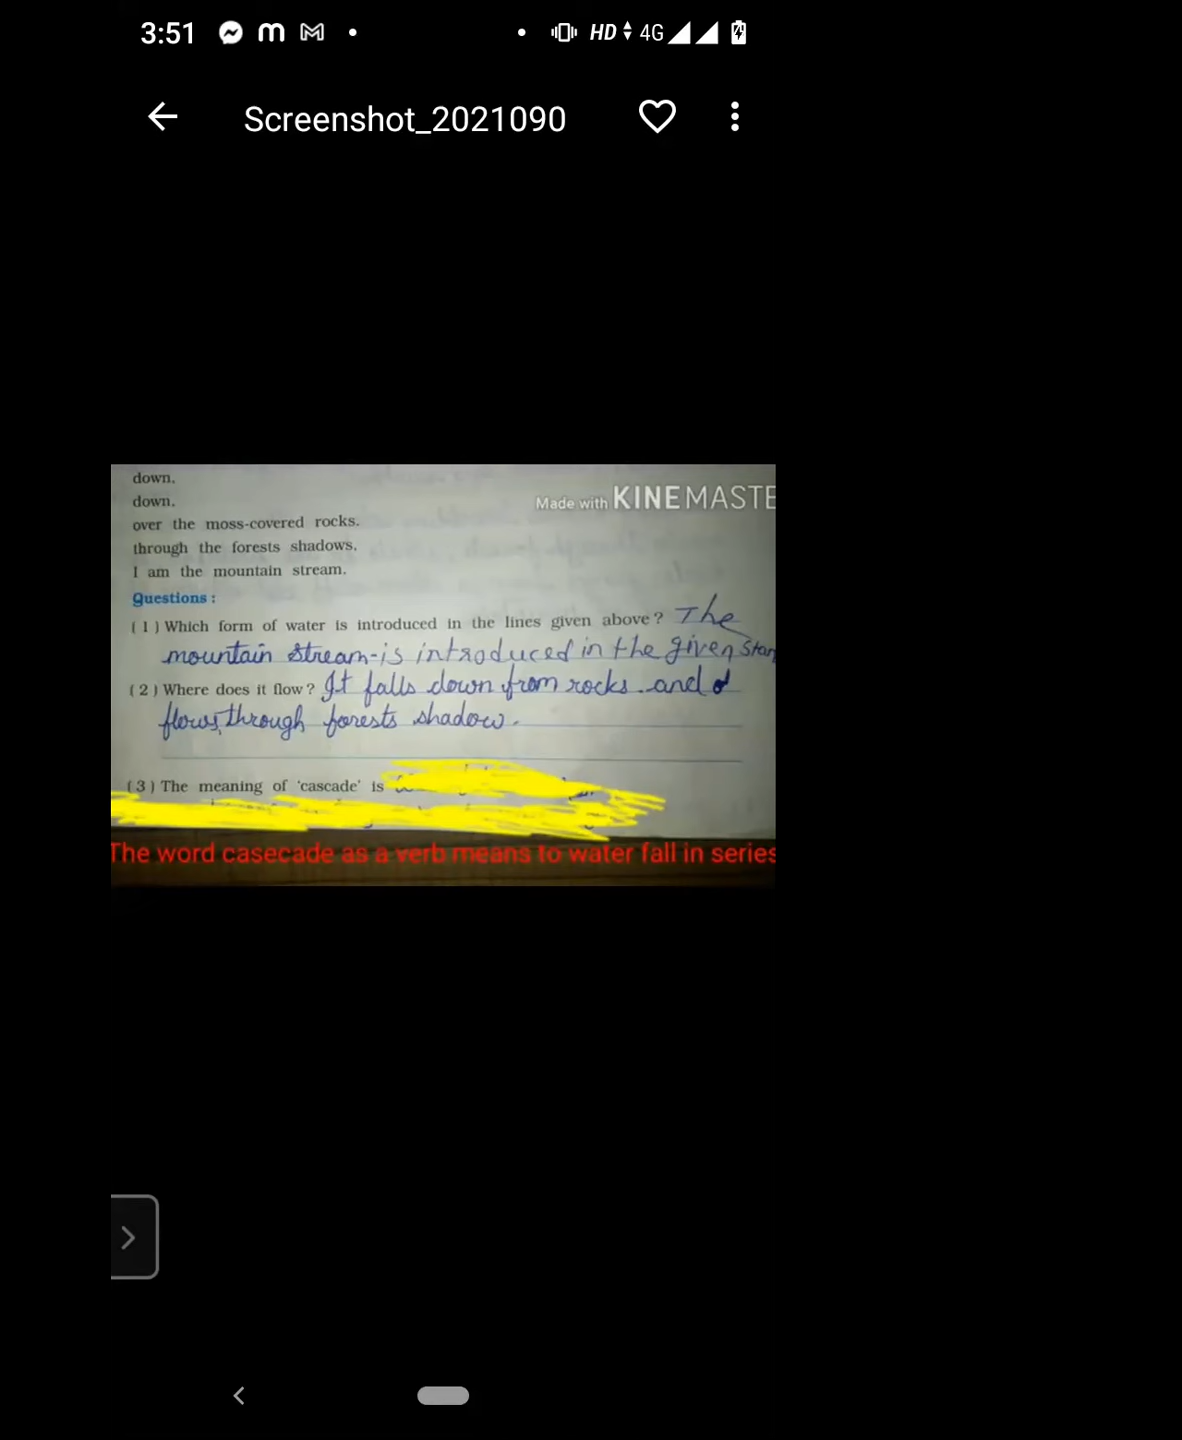 3:51 m HD 4G
Screenshot_2021090
down.
down.
Made with KINEMASTE
over the moss-covered rocks.
through the forests shadows.
I am the mountain stream.
Questions :
( 1 ) Which form of water is introduced in the lines given above ? The
mountain stream-is introduced in the given stan
( 2 ) Where does it flow ? It falls down from rocks and
flows through forests shadow.
( 3 ) The meaning of 'cascade' is
The word casecade as a verb means to water fall in series